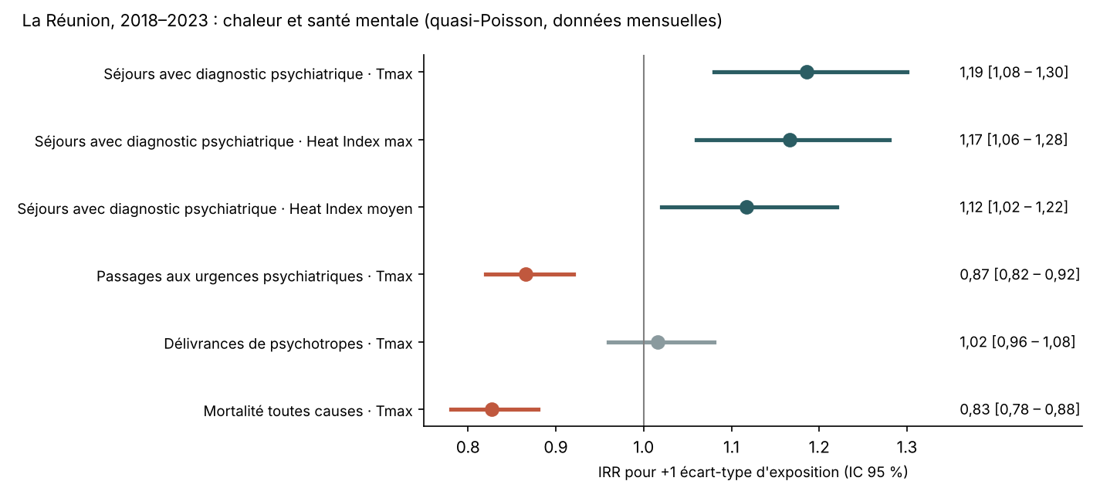 La Réunion, 2018–2023 : chaleur et santé mentale (quasi-Poisson, données mensuelles)
Séjours avec diagnostic psychiatrique · Tmax
1,19 [1,08 – 1,30]
Séjours avec diagnostic psychiatrique · Heat Index max
1,17 [1,06 – 1,28]
Séjours avec diagnostic psychiatrique · Heat Index moyen
1,12 [1,02 – 1,22]
Passages aux urgences psychiatriques · Tmax
0,87 [0,82 – 0,92]
Délivrances de psychotropes · Tmax
1,02 [0,96 – 1,08]
Mortalité toutes causes · Tmax
0,83 [0,78 – 0,88]
0.8 0.9 1.0 1.1 1.2 1.3
IRR pour +1 écart-type d'exposition (IC 95 %)